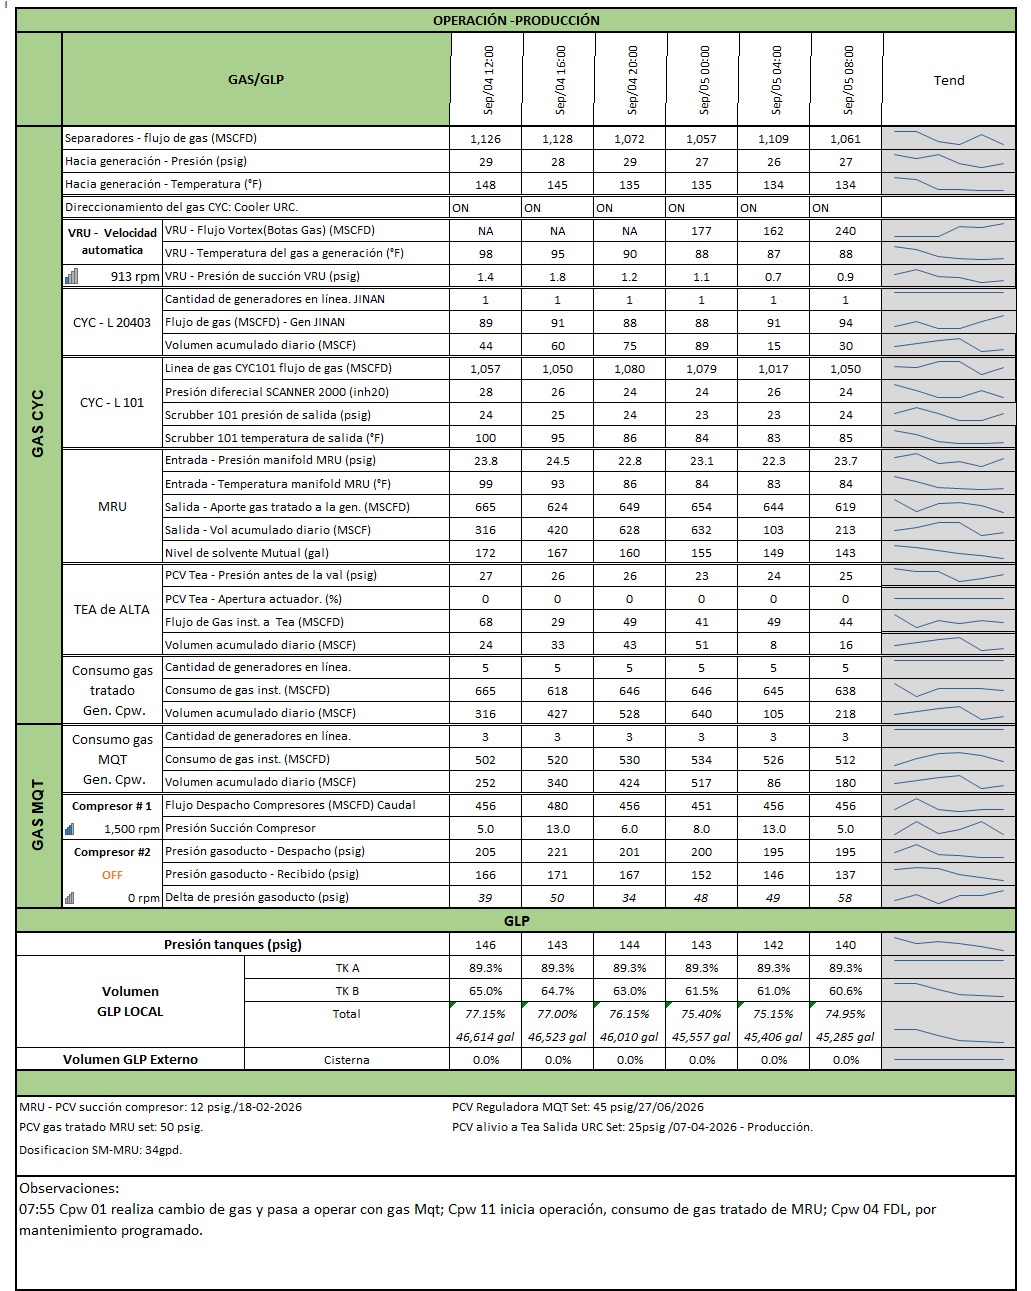 OPERACIÓN -PRODUCCIÓN
GAS/GLP Sep/04 12:00 Sep/04 16:00 Sep/04 20:00 Sep/05 00:00 Sep/05 04:00 Sep/05 08:00 Tend
GAS CYC
Separadores - flujo de gas (MSCFD) 1,126 1,128 1,072 1,057 1,109 1,061
Hacia generación - Presión (psig) 29 28 29 27 26 27
Hacia generación - Temperatura (°F) 148 145 135 135 134 134
Direccionamiento del gas CYC: Cooler URC. ON ON ON ON ON ON
VRU - Velocidad automatica
913 rpm
VRU - Flujo Vortex(Botas Gas) (MSCFD) NA NA NA 177 162 240
VRU - Temperatura del gas a generación (°F) 98 95 90 88 87 88
VRU - Presión de succión VRU (psig) 1.4 1.8 1.2 1.1 0.7 0.9
CYC - L 20403
Cantidad de generadores en línea. JINAN 1 1 1 1 1 1
Flujo de gas (MSCFD) - Gen JINAN 89 91 88 88 91 94
Volumen acumulado diario (MSCF) 44 60 75 89 15 30
CYC - L 101
Linea de gas CYC101 flujo de gas (MSCFD) 1,057 1,050 1,080 1,079 1,017 1,050
Presión diferecial SCANNER 2000 (inh20) 28 26 24 24 26 24
Scrubber 101 presión de salida (psig) 24 25 24 23 23 24
Scrubber 101 temperatura de salida (°F) 100 95 86 84 83 85
MRU
Entrada - Presión manifold MRU (psig) 23.8 24.5 22.8 23.1 22.3 23.7
Entrada - Temperatura manifold MRU (°F) 99 93 86 84 83 84
Salida - Aporte gas tratado a la gen. (MSCFD) 665 624 649 654 644 619
Salida - Vol acumulado diario (MSCF) 316 420 628 632 103 213
Nivel de solvente Mutual (gal) 172 167 160 155 149 143
TEA de ALTA
PCV Tea - Presión antes de la val (psig) 27 26 26 23 24 25
PCV Tea - Apertura actuador. (%) 0 0 0 0 0 0
Flujo de Gas inst. a Tea (MSCFD) 68 29 49 41 49 44
Volumen acumulado diario (MSCF) 24 33 43 51 8 16
Consumo gas tratado Gen. Cpw.
Cantidad de generadores en línea. 5 5 5 5 5 5
Consumo de gas inst. (MSCFD) 665 618 646 646 645 638
Volumen acumulado diario (MSCF) 316 427 528 640 105 218
GAS MQT
Consumo gas MQT Gen. Cpw.
Cantidad de generadores en línea. 3 3 3 3 3 3
Consumo de gas inst. (MSCFD) 502 520 530 534 526 512
Volumen acumulado diario (MSCF) 252 340 424 517 86 180
Compresor # 1
1,500 rpm
Flujo Despacho Compresores (MSCFD) Caudal 456 480 456 451 456 456
Presión Succión Compresor 5.0 13.0 6.0 8.0 13.0 5.0
Compresor #2
OFF
0 rpm
Presión gasoducto - Despacho (psig) 205 221 201 200 195 195
Presión gasoducto - Recibido (psig) 166 171 167 152 146 137
Delta de presión gasoducto (psig) 39 50 34 48 49 58
GLP
Presión tanques (psig) 146 143 144 143 142 140
Volumen
GLP LOCAL
TK A 89.3% 89.3% 89.3% 89.3% 89.3% 89.3%
TK B 65.0% 64.7% 63.0% 61.5% 61.0% 60.6%
Total 77.15% 77.00% 76.15% 75.40% 75.15% 74.95%
46,614 gal 46,523 gal 46,010 gal 45,557 gal 45,406 gal 45,285 gal
Volumen GLP Externo Cisterna 0.0% 0.0% 0.0% 0.0% 0.0% 0.0%
MRU - PCV succión compresor: 12 psig./18-02-2026 PCV Reguladora MQT Set: 45 psig/27/06/2026
PCV gas tratado MRU set: 50 psig. PCV alivio a Tea Salida URC Set: 25psig /07-04-2026 - Producción.
Dosificacion SM-MRU: 34gpd.
Observaciones:
07:55 Cpw 01 realiza cambio de gas y pasa a operar con gas Mqt; Cpw 11 inicia operación, consumo de gas tratado de MRU; Cpw 04 FDL, por
mantenimiento programado.